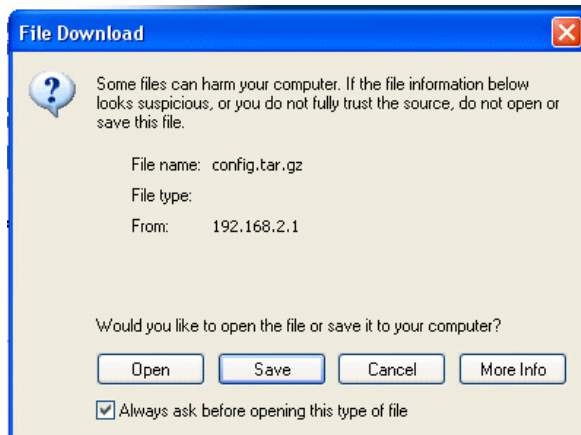 File Download
Some files can harm your computer. If the file information below
looks suspicious, or you do not fully trust the source, do not open or
save this file.
File name: config.tar.gz
File type:
From: 192.168.2.1
Would you like to open the file or save it to your computer?
Open Save Cancel More Info
Always ask before opening this type of file